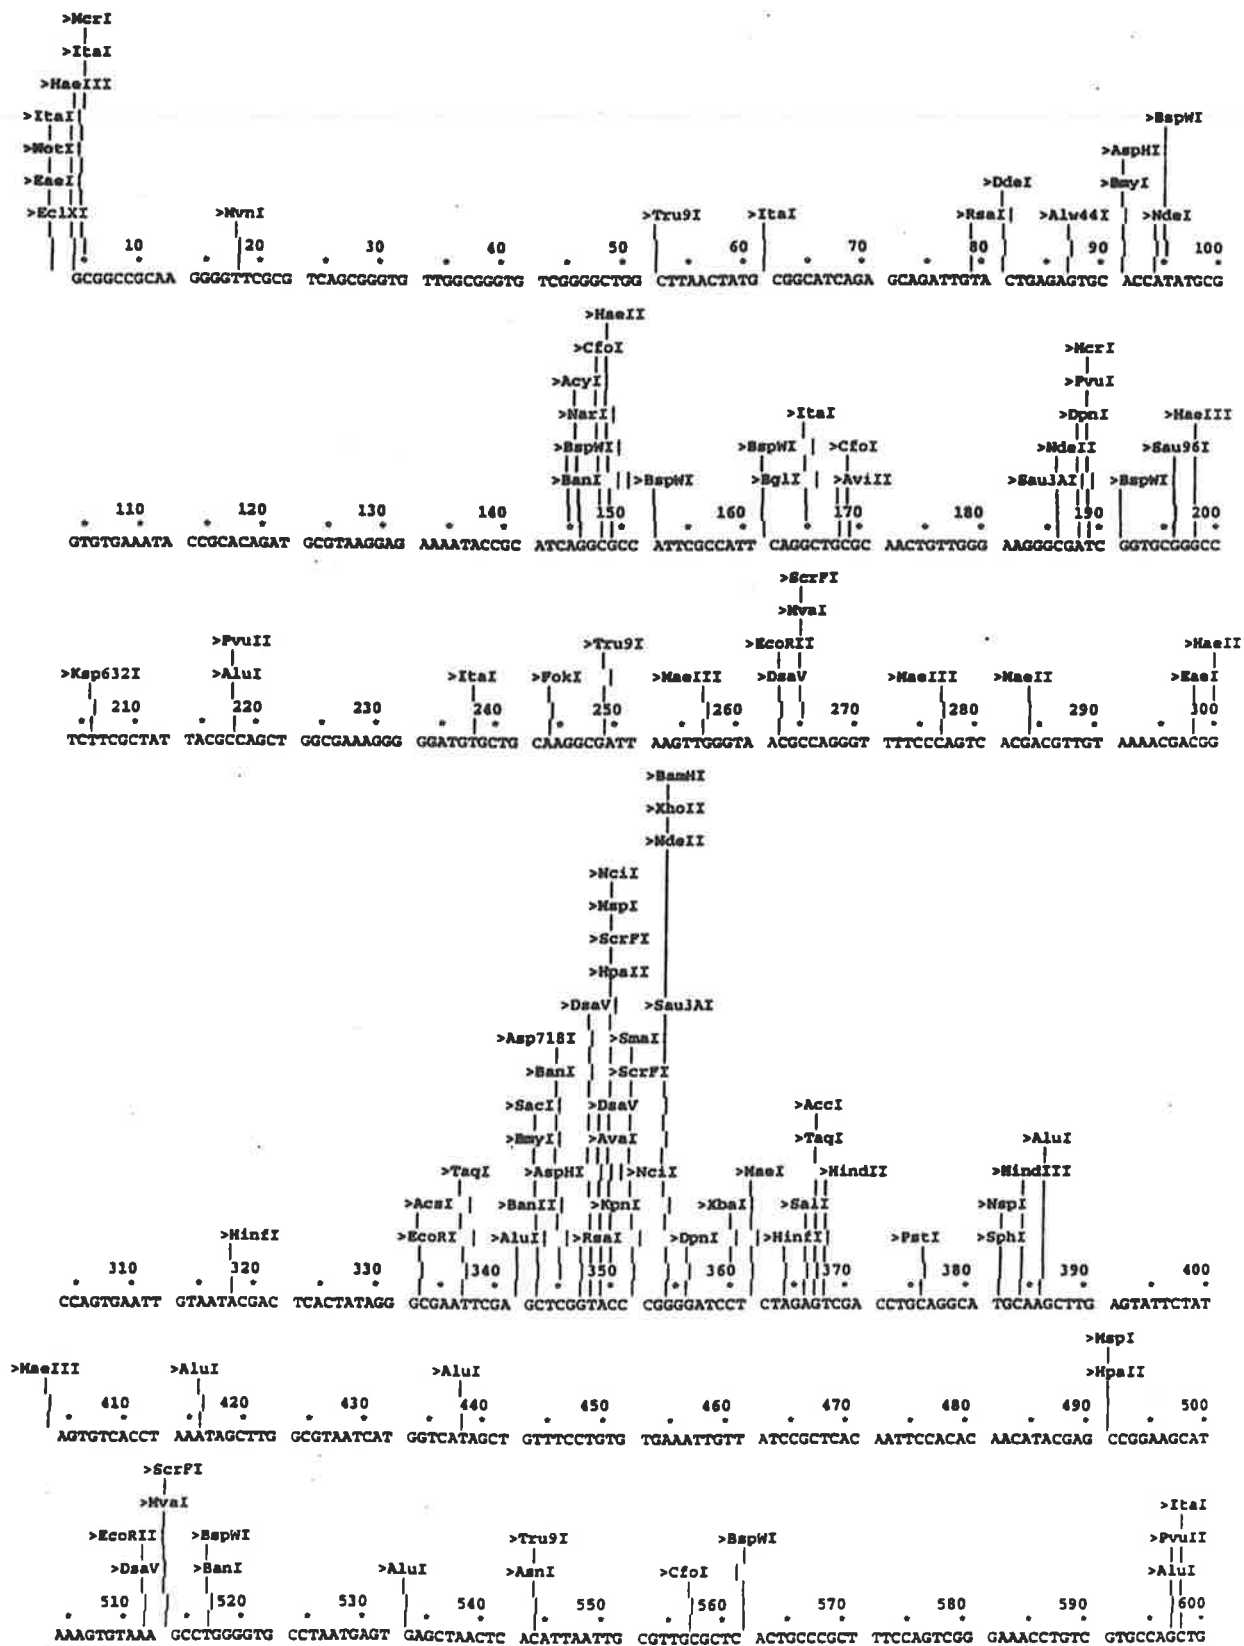 >McrI
>ItaI
>HaeIII
>ItaI >BspWI
>NotI >AspHI
>EaeI >DdeI >BmyI
>EclXI >MvnI >Tru9I >ItaI >RsaI >Alw44I >NdeI
10 20 30 40 50 60 70 80 90 100
GCGGCCGCAA GGGGTTCGCG TCAGCGGGTG TTGGCGGGTG TCGGGGCTGG CTTAACTATG CGGCATCAGA GCAGATTGTA CTGAGAGTGC ACCATATGCG
>HaeII
>CfoI >McrI
>AcyI >PvuI
>NarI >ItaI >DpnI >HaeIII
>BspWI >BspWI >CfoI >NdeII >Sau96I
>BanI >BspWI >BglI >AviII >Sau3AI >BspWI
110 120 130 140 150 160 170 180 190 200
GTGTGAAATA CCGCACAGAT GCGTAAGGAG AAAATACCGC ATCAGGCGCC ATTCGCCATT CAGGCTGCGC AACTGTTGGG AAGGGCGATC GGTGCGGGCC
>ScrFI
>MvaI
>PvuII >Tru9I >EcoRII >HaeII
>Ksp632I >AluI >ItaI >FokI >MaeIII >DsaV >MaeIII >MaeII >EaeI
210 220 230 240 250 260 270 280 290 300
TCTTCGCTAT TACGCCAGCT GGCGAAAGGG GGATGTGCTG CAAGGCGATT AAGTTGGGTA ACGCCAGGGT TTTCCCAGTC ACGACGTTGT AAAACGACGG
>BamHI
>XhoII
>NdeII
>NciI
>MspI
>ScrFI
>HpaII
>DsaV >Sau3AI
>Asp718I >SmaI
>BanI >ScrFI
>SacI >DsaV >AccI
>BmyI >AvaI >TaqI >AluI
>TaqI >AspHI >NciI >MaeI >HindII >HindIII
>AcsI >BanII >KpnI >XbaI >SalI >NspI
>HinfI >EcoRI >AluI >RsaI >DpnI >HinfI >PstI >SphI
310 320 330 340 350 360 370 380 390 400
CCAGTGAATT GTAATACGAC TCACTATAGG GCGAATTCGA GCTCGGTACC CGGGGATCCT CTAGAGTCGA CCTGCAGGCA TGCAAGCTTG AGTATTCTAT
>MspI
>MaeIII >AluI >AluI >HpaII
410 420 430 440 450 460 470 480 490 500
AGTGTCACCT AAATAGCTTG GCGTAATCAT GGTCATAGCT GTTTCCTGTG TGAAATTGTT ATCCGCTCAC AATTCCACAC AACATACGAG CCGGAAGCAT
>ScrFI
>MvaI >ItaI
>EcoRII >BspWI >Tru9I >BspWI >PvuII
>DsaV >BanI >AluI >AsnI >CfoI >AluI
510 520 530 540 550 560 570 580 590 600
AAAGTGTAAA GCCTGGGGTG CCTAATGAGT GAGCTAACTC ACATTAATTG CGTTGCGCTC ACTGCCCGCT TTCCAGTCGG GAAACCTGTC GTGCCAGCTG